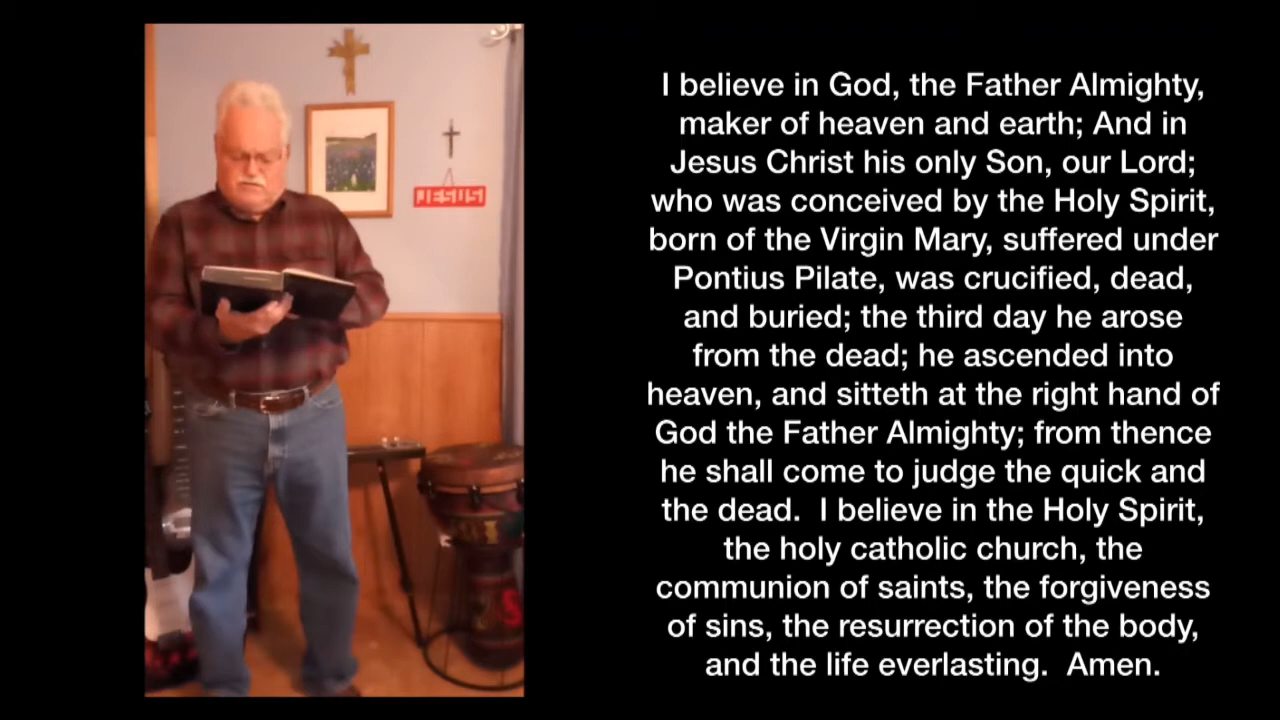 JESUS!
I believe in God, the Father Almighty,
maker of heaven and earth; And in
Jesus Christ his only Son, our Lord;
who was conceived by the Holy Spirit,
born of the Virgin Mary, suffered under
Pontius Pilate, was crucified, dead,
and buried; the third day he arose
from the dead; he ascended into
heaven, and sitteth at the right hand of
God the Father Almighty; from thence
he shall come to judge the quick and
the dead.  I believe in the Holy Spirit,
the holy catholic church, the
communion of saints, the forgiveness
of sins, the resurrection of the body,
and the life everlasting.  Amen.